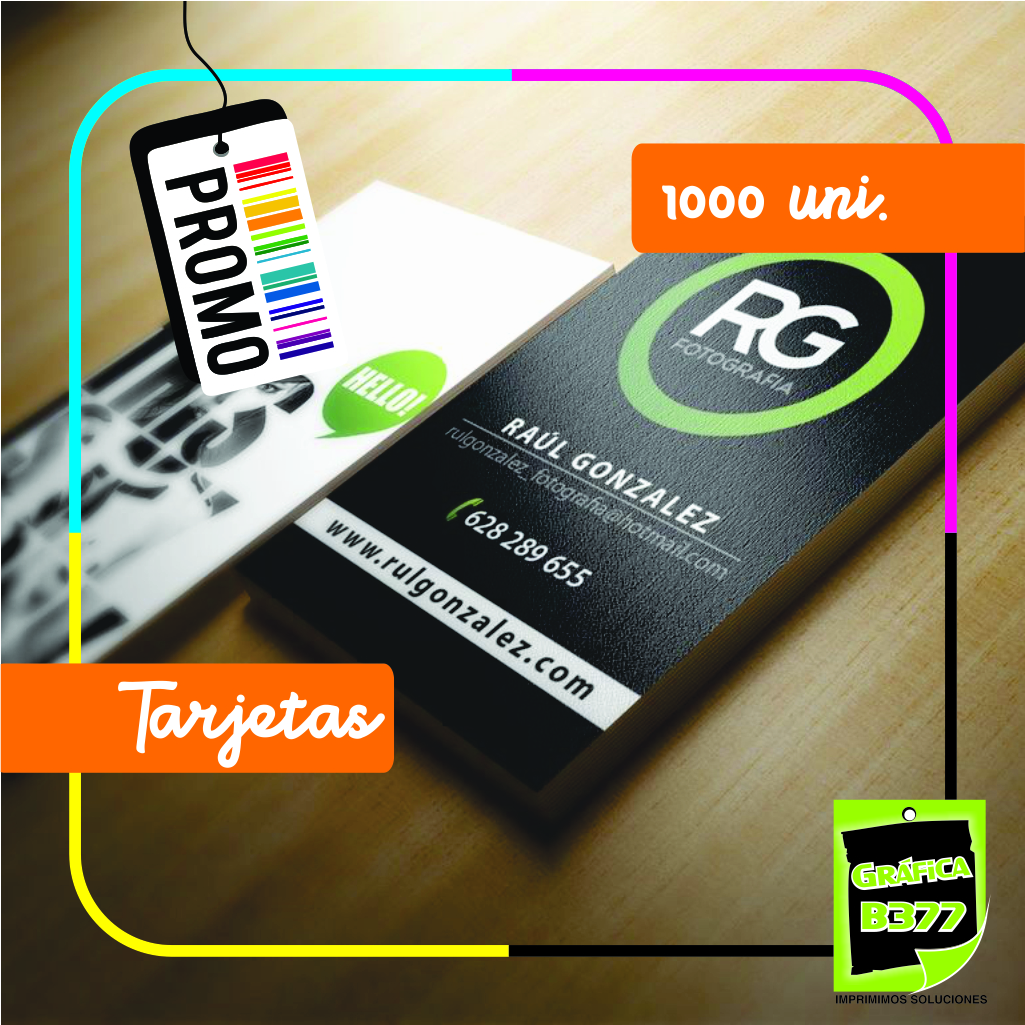 PROMO
1000 uni.
HELLO!
RG
FOTOGRAFIA
RAÚL GONZALEZ
rulgonzalez_fotografia@hotmail.com
628 289 655
www.rulgonzalez.com
Tarjetas
GRÁFiCA
B377
IMPRIMIMOS SOLUCIONES